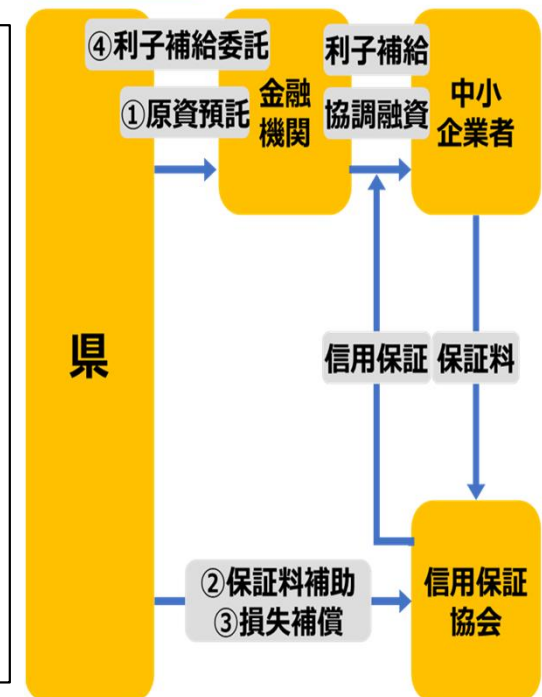 ④利子補給委託
①原資預託
金融
機関
利子補給
協調融資
中小
企業者
県
信用保証
保証料
②保証料補助
③損失補償
信用保証
協会